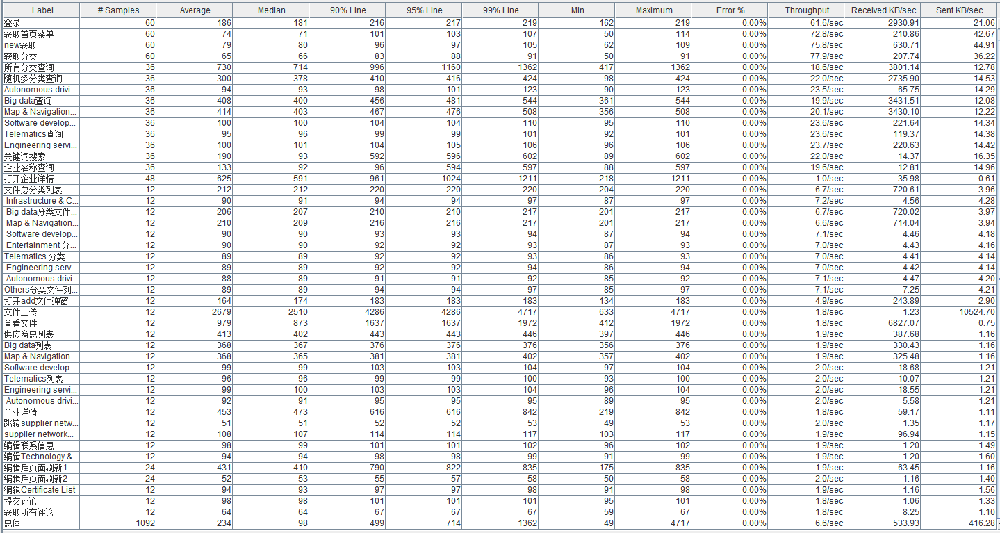 Label # Samples Average Median 90% Line 95% Line 99% Line Min Maximum Error % Throughput Received KB/sec Sent KB/sec
登录 60 186 181 216 217 219 162 219 0.00% 61.6/sec 2930.91 21.06
获取首页菜单 60 74 71 101 103 107 50 114 0.00% 72.8/sec 210.86 42.67
new获取 60 79 80 96 97 105 62 109 0.00% 75.8/sec 630.71 44.91
获取分类 60 65 66 83 88 91 50 91 0.00% 77.9/sec 207.74 36.22
所有分类查询 36 730 714 996 1160 1362 417 1362 0.00% 18.6/sec 3801.14 12.78
随机多分类查询 36 300 378 410 416 424 98 424 0.00% 22.0/sec 2735.90 14.53
Autonomous drivi... 36 94 93 98 101 123 90 123 0.00% 23.5/sec 65.75 14.29
Big data查询 36 408 400 456 481 544 361 544 0.00% 19.9/sec 3431.51 12.08
Map & Navigation... 36 414 403 467 476 508 356 508 0.00% 20.1/sec 3430.10 12.22
Software develop... 36 100 100 104 104 110 95 110 0.00% 23.6/sec 221.64 14.34
Telematics查询 36 95 96 99 99 101 92 101 0.00% 23.6/sec 119.37 14.38
Engineering servi... 36 100 101 104 105 106 96 106 0.00% 23.7/sec 220.63 14.42
关键词搜索 36 190 93 592 596 602 89 602 0.00% 22.0/sec 14.37 16.35
企业名称查询 36 133 92 96 594 597 88 597 0.00% 19.6/sec 12.81 14.96
打开企业详情 48 625 591 961 1024 1211 218 1211 0.00% 1.0/sec 35.98 0.61
文件总分类列表 12 212 212 220 220 220 204 220 0.00% 6.7/sec 720.61 3.96
Infrastructure & C... 12 90 91 94 94 97 87 97 0.00% 7.2/sec 4.56 4.28
Big data分类文件... 12 206 207 210 210 217 201 217 0.00% 6.7/sec 720.02 3.97
Map & Navigation... 12 210 209 216 216 217 201 217 0.00% 6.6/sec 714.04 3.94
Software develop... 12 90 90 93 93 94 87 94 0.00% 7.1/sec 4.46 4.18
Entertainment 分... 12 90 90 92 92 93 87 93 0.00% 7.0/sec 4.43 4.16
Telematics 分类... 12 89 89 92 92 93 86 93 0.00% 7.0/sec 4.41 4.14
Engineering serv... 12 89 89 92 92 94 86 94 0.00% 7.0/sec 4.42 4.14
Autonomous drivi... 12 88 89 91 91 92 85 92 0.00% 7.1/sec 4.47 4.20
Others分类文件列... 12 89 89 94 94 97 85 97 0.00% 7.1/sec 7.25 4.21
打开add文件弹窗 12 164 174 183 183 183 134 183 0.00% 4.9/sec 243.89 2.90
文件上传 12 2679 2510 4286 4286 4717 633 4717 0.00% 1.8/sec 1.23 10524.70
查看文件 12 979 873 1637 1637 1972 412 1972 0.00% 1.8/sec 6827.07 0.75
供应商总列表 12 413 402 443 443 446 397 446 0.00% 1.9/sec 387.68 1.16
Big data列表 12 368 367 376 376 376 356 376 0.00% 1.9/sec 330.43 1.16
Map & Navigation... 12 368 365 381 381 402 357 402 0.00% 1.9/sec 325.48 1.16
Software develop... 12 99 99 103 103 104 97 104 0.00% 2.0/sec 18.68 1.21
Telematics列表 12 96 96 99 99 100 93 100 0.00% 2.0/sec 10.07 1.21
Engineering servi... 12 99 100 103 103 104 96 104 0.00% 2.0/sec 18.55 1.21
Autonomous drivi... 12 92 91 95 95 95 89 95 0.00% 2.0/sec 5.58 1.21
企业详情 12 453 473 616 616 842 219 842 0.00% 1.8/sec 59.17 1.11
跳转supplier netw... 12 51 51 52 52 53 49 53 0.00% 2.0/sec 1.35 1.17
supplier network... 12 108 107 114 114 117 103 117 0.00% 1.9/sec 96.94 1.15
编辑联系信息 12 98 99 101 101 102 96 102 0.00% 1.9/sec 1.20 1.49
编辑Technology &... 12 94 94 98 98 99 91 99 0.00% 1.9/sec 1.20 1.60
编辑后页面刷新1 24 431 410 790 822 835 175 835 0.00% 1.9/sec 63.45 1.16
编辑后页面刷新2 24 52 53 55 57 58 50 58 0.00% 2.0/sec 1.16 1.40
编辑Certificate List 12 94 93 97 97 98 91 98 0.00% 1.9/sec 1.16 1.56
提交评论 12 98 98 101 101 101 95 101 0.00% 1.8/sec 1.06 1.33
获取所有评论 12 64 64 67 67 67 59 67 0.00% 1.8/sec 8.25 1.10
总体 1092 234 98 499 714 1362 49 4717 0.00% 6.6/sec 533.93 416.28